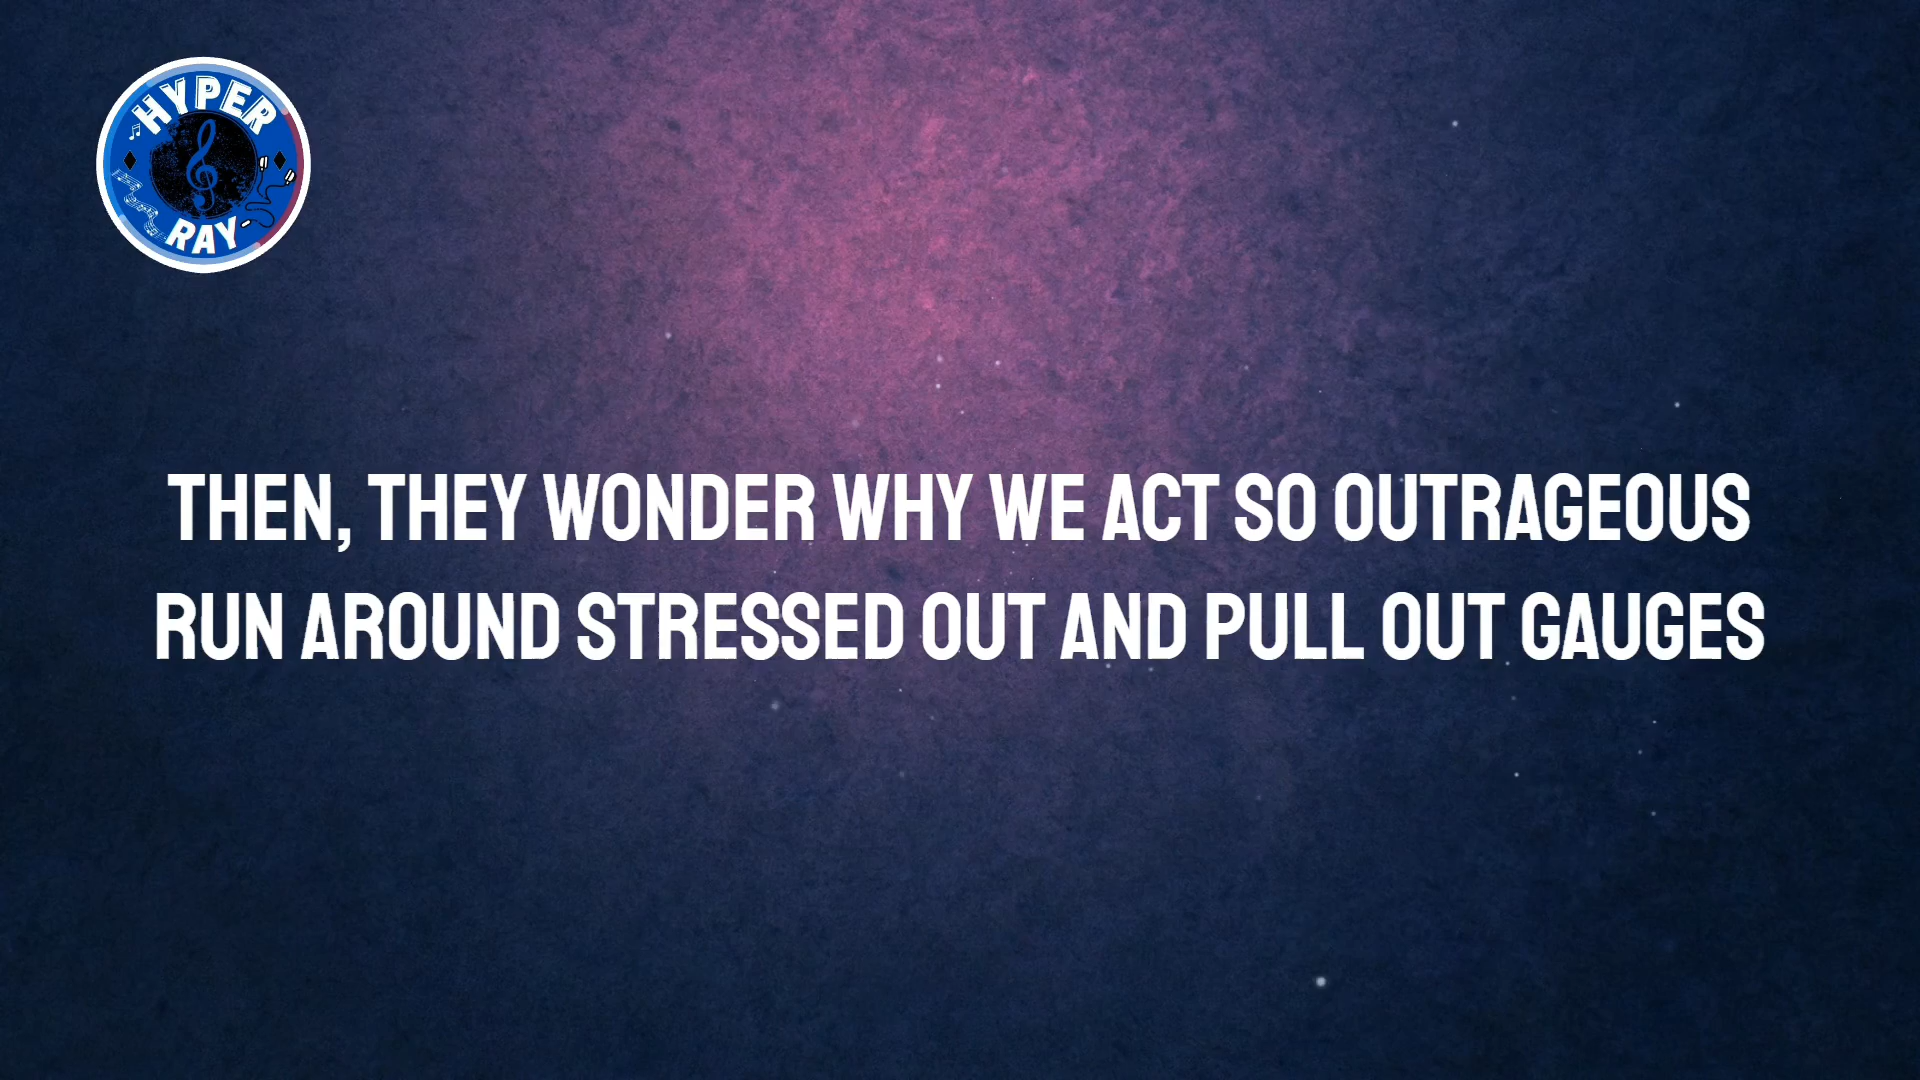 HYPER
RAY
THEN, THEY WONDER WHY WE ACT SO OUTRAGEOUS
RUN AROUND STRESSED OUT AND PULL OUT GAUGES